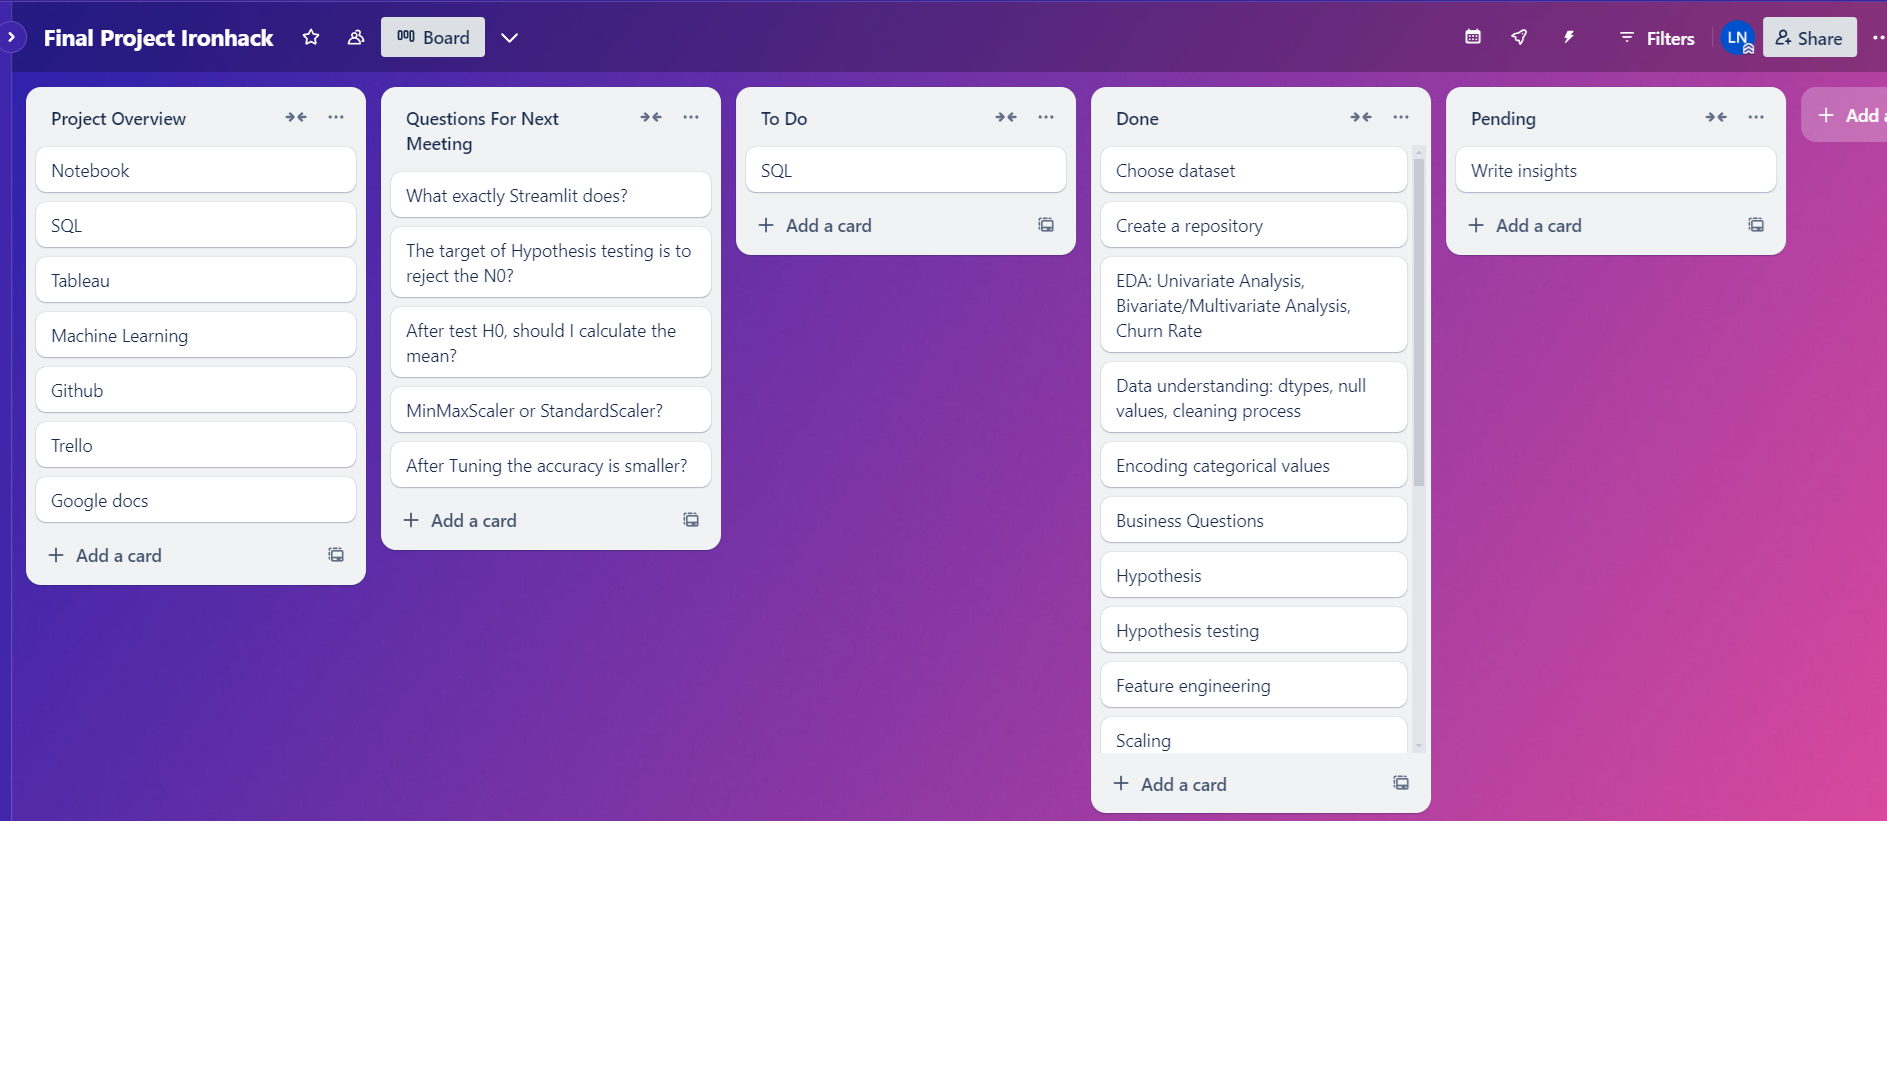 Final Project Ironhack
Board
Filters
LN
Share
Project Overview
Notebook
SQL
Tableau
Machine Learning
Github
Trello
Google docs
Add a card
Questions For Next
Meeting
What exactly Streamlit does?
The target of Hypothesis testing is to
reject the N0?
After test H0, should I calculate the
mean?
MinMaxScaler or StandardScaler?
After Tuning the accuracy is smaller?
Add a card
To Do
SQL
Add a card
Done
Choose dataset
Create a repository
EDA: Univariate Analysis,
Bivariate/Multivariate Analysis,
Churn Rate
Data understanding: dtypes, null
values, cleaning process
Encoding categorical values
Business Questions
Hypothesis
Hypothesis testing
Feature engineering
Scaling
Add a card
Pending
Write insights
Add a card
Add